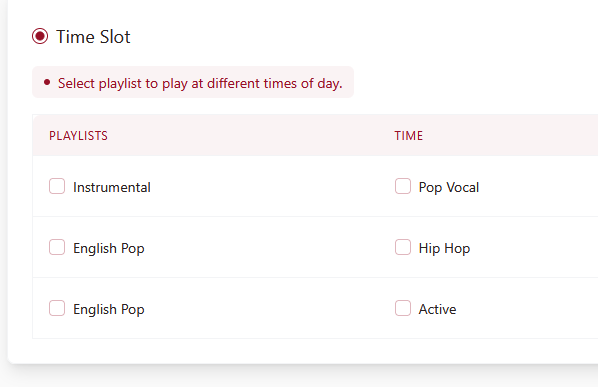 Time Slot
Select playlist to play at different times of day.
PLAYLISTS TIME
Instrumental Pop Vocal
English Pop Hip Hop
English Pop Active